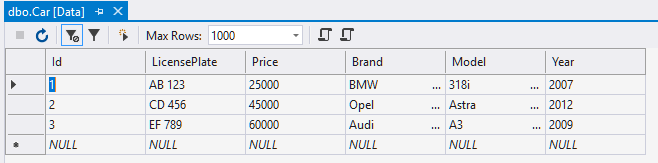 dbo.Car [Data]
Max Rows: 1000
Id LicensePlate Price Brand Model Year
1 AB 123 25000 BMW ... 318i ... 2007
2 CD 456 45000 Opel ... Astra ... 2012
3 EF 789 60000 Audi ... A3 ... 2009
NULL NULL NULL NULL NULL NULL